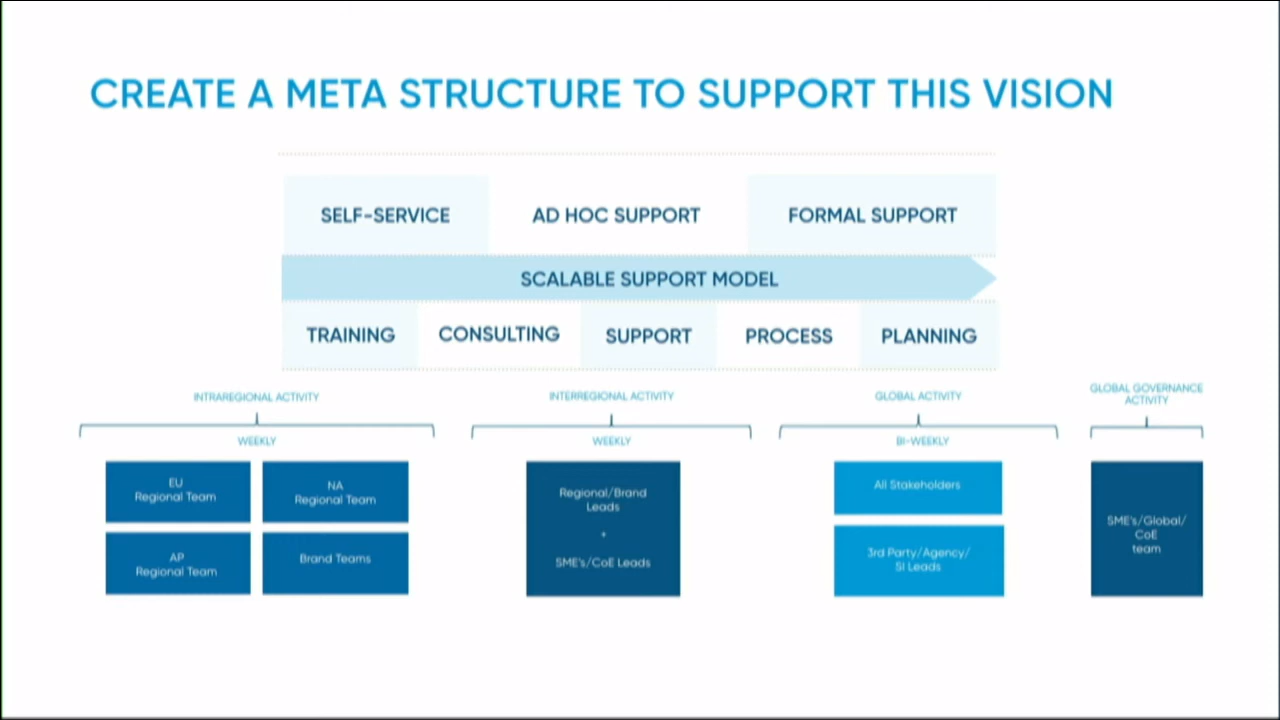 CREATE A META STRUCTURE TO SUPPORT THIS VISION
SELF-SERVICE
AD HOC SUPPORT
FORMAL SUPPORT
SCALABLE SUPPORT MODEL
TRAINING
CONSULTING
SUPPORT
PROCESS
PLANNING
INTRAREGIONAL ACTIVITY
WEEKLY
EU
Regional Team
NA
Regional Team
AP
Regional Team
Brand Teams
INTERREGIONAL ACTIVITY
WEEKLY
Regional/Brand
Leads
+
SME's/CoE Leads
GLOBAL ACTIVITY
BI-WEEKLY
All Stakeholders
3rd Party/Agency/
SI Leads
GLOBAL GOVERNANCE
ACTIVITY
SME's/Global/
CoE
team